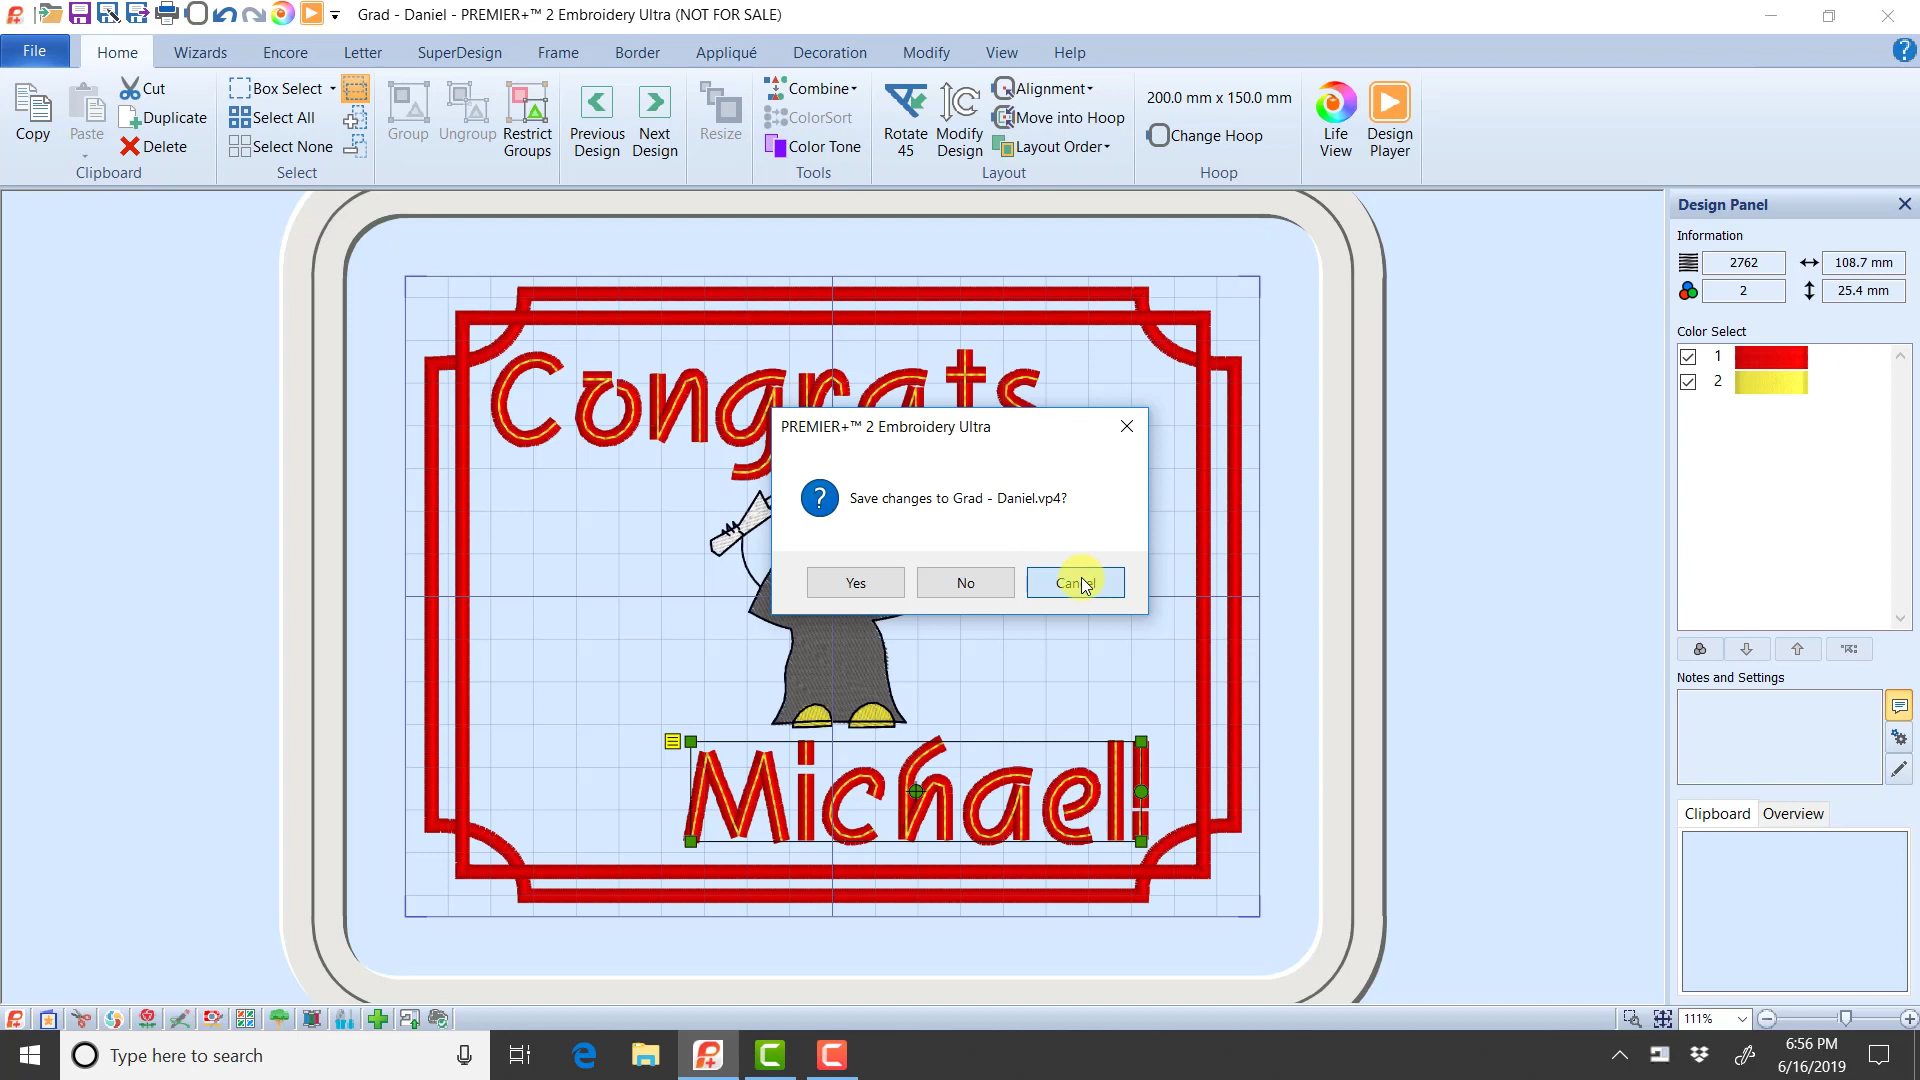 Grad - Daniel - PREMIER+™ 2 Embroidery Ultra (NOT FOR SALE)
File Home Wizards Encore Letter SuperDesign Frame Border Appliqué Decoration Modify View Help
Copy
Paste
Cut
Duplicate
Delete
Clipboard
Box Select
Select All
Select None
Select
Group
Ungroup
Restrict Groups
Previous Design
Next Design
Resize
Combine
ColorSort
Color Tone
Tools
Rotate 45
Modify Design
Alignment
Move into Hoop
Layout Order
Layout
200.0 mm x 150.0 mm
Change Hoop
Hoop
Life View
Design Player
Congrats
Michael!
PREMIER+™ 2 Embroidery Ultra
Save changes to Grad - Daniel.vp4?
Yes No Cancel
Design Panel
Information
2762 108.7 mm
2 25.4 mm
Color Select
1
2
Notes and Settings
Clipboard Overview
111%
Type here to search
6:56 PM
6/16/2019